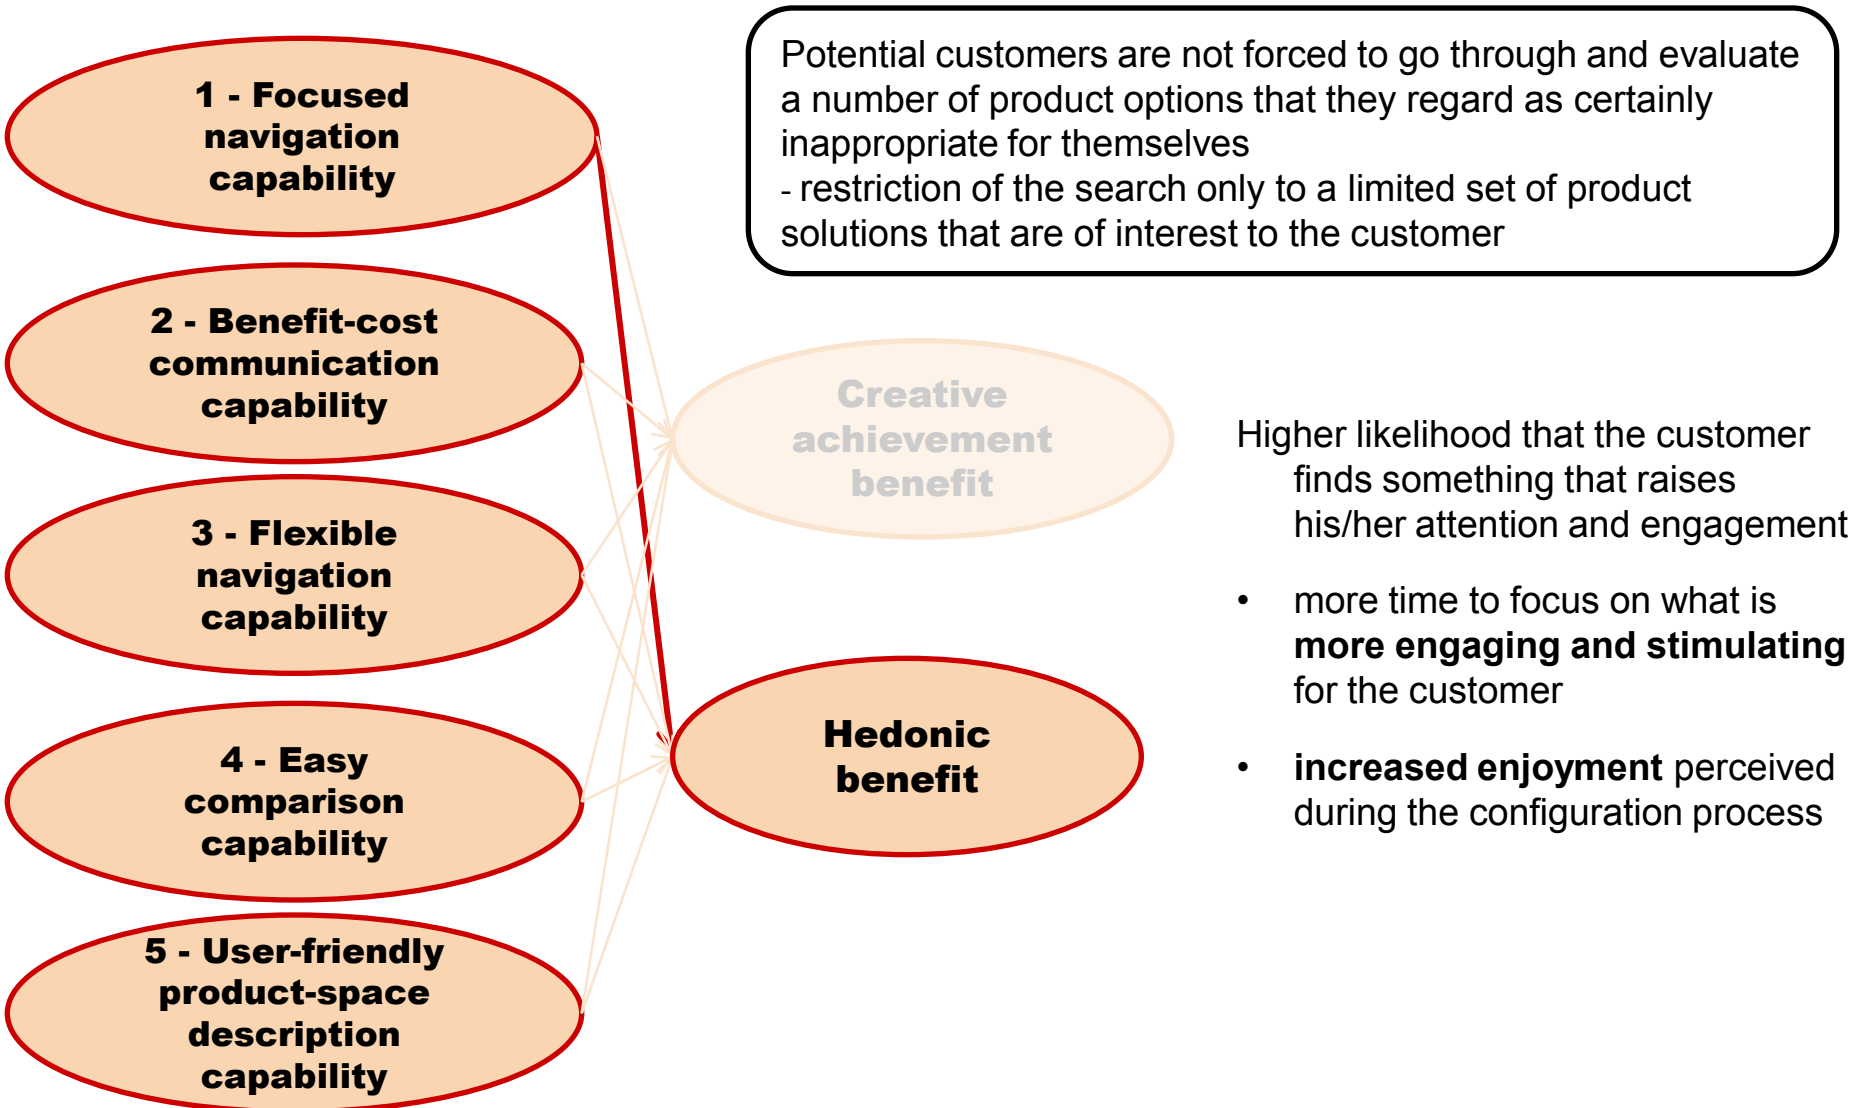 1 - Focused
navigation
capability
2 - Benefit-cost
communication
capability
3 - Flexible
navigation
capability
4 - Easy
comparison
capability
5 - User-friendly
product-space
description
capability
Potential customers are not forced to go through and evaluate
a number of product options that they regard as certainly
inappropriate for themselves
- restriction of the search only to a limited set of product
solutions that are of interest to the customer
Creative
achievement
benefit
Hedonic
benefit
Higher likelihood that the customer
finds something that raises
his/her attention and engagement
• more time to focus on what is
more engaging and stimulating
for the customer
• increased enjoyment perceived
during the configuration process